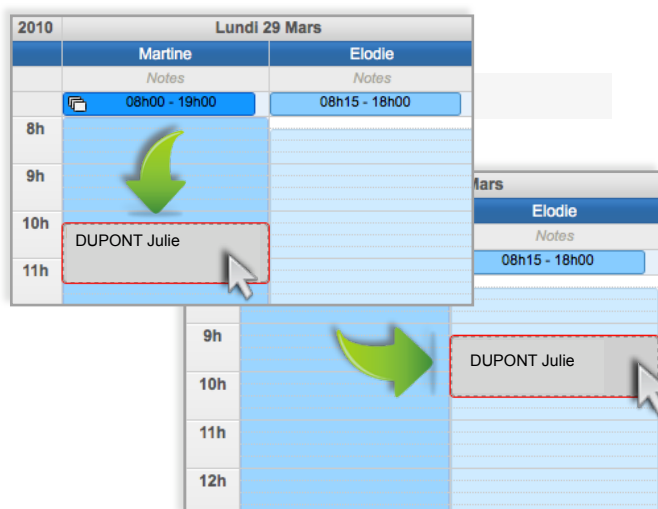 2010 Lundi 29 Mars
Martine Elodie
Notes Notes
08h00 - 19h00 08h15 - 18h00
8h
9h
10h
DUPONT Julie
11h
Mars
Elodie
Notes
08h15 - 18h00
9h
DUPONT Julie
10h
11h
12h